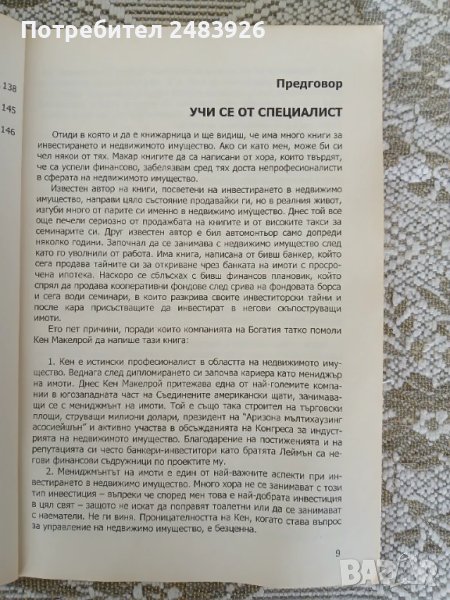 Потребител 2483926
138
145
146
Предговор
УЧИ СЕ ОТ СПЕЦИАЛИСТ
Отиди в която и да е книжарница и ще видиш, че има много книги за
инвестирането и недвижимото имущество. Ако си като мен, може би си
чел някои от тях. Макар книгите да са написани от хора, които твърдят,
че са успели финансово, забелязвам сред тях доста непрофесионалисти
в сферата на недвижимото имущество.
Известен автор на книги, посветени на инвестирането в недвижимо
имущество, направи цяло състояние продавайки ги, но в реалния живот,
изгуби много от парите си именно в недвижимо имущество. Днес той все
още печели сериозно от продажбата на книгите и от високите такси за
семинарите си. Друг известен автор е бил автомонтьор само допреди
няколко години. Започнал да се занимава с недвижимо имущество след
като го уволнили от работа. Има книга, написана от бивш банкер, който
сега продава тайните си за откриване чрез банката на имоти с просро-
чена ипотека. Наскоро се сблъсках с бивш финансов плановик, който
спрял да продава кооперативни фондове след срива на фондовата борса
и сега води семинари, в които разкрива своите инвеститорски тайни и
после кара присъстващите да инвестират в негови скъпоструващи
имоти.
Ето пет причини, поради които компанията на Богатия татко помоли
Кен Макелрой да напише тази книга:
1. Кен е истински професионалист в областта на недвижимото иму-
щество. Веднага след дипломирането си започва кариера като мениджър
на имоти. Днес Кен Макелрой притежава една от най-големите компа-
нии в югозападната част на Съединените американски щати, занимава-
щи се с мениджмънт на имоти. Той е също така строител на търговски
площи, струващи милиони долари, президент на "Аризона мълтихаузинг
асосиейшън" и активно участва в обсъжданията на Конгреса за индуст-
рията на недвижимото имущество. Благодарение на постиженията и на
репутацията си често банкери-инвеститори като братята Леймън са не-
гови финансови съдружници по проектите му.
2. Мениджмънтът на имоти е един от най-важните аспекти при ин-
вестирането в недвижимо имущество. Много хора не се занимават с този
тип инвестиция – въпреки че според мен това е най-добрата инвестиция
в цял свят – защото не искат да поправят тоалетни или да се занимават
с наематели. Не ги виня. Проницателността на Кен, когато става въпрос
за управление на недвижимо имущество, е безценна.
9